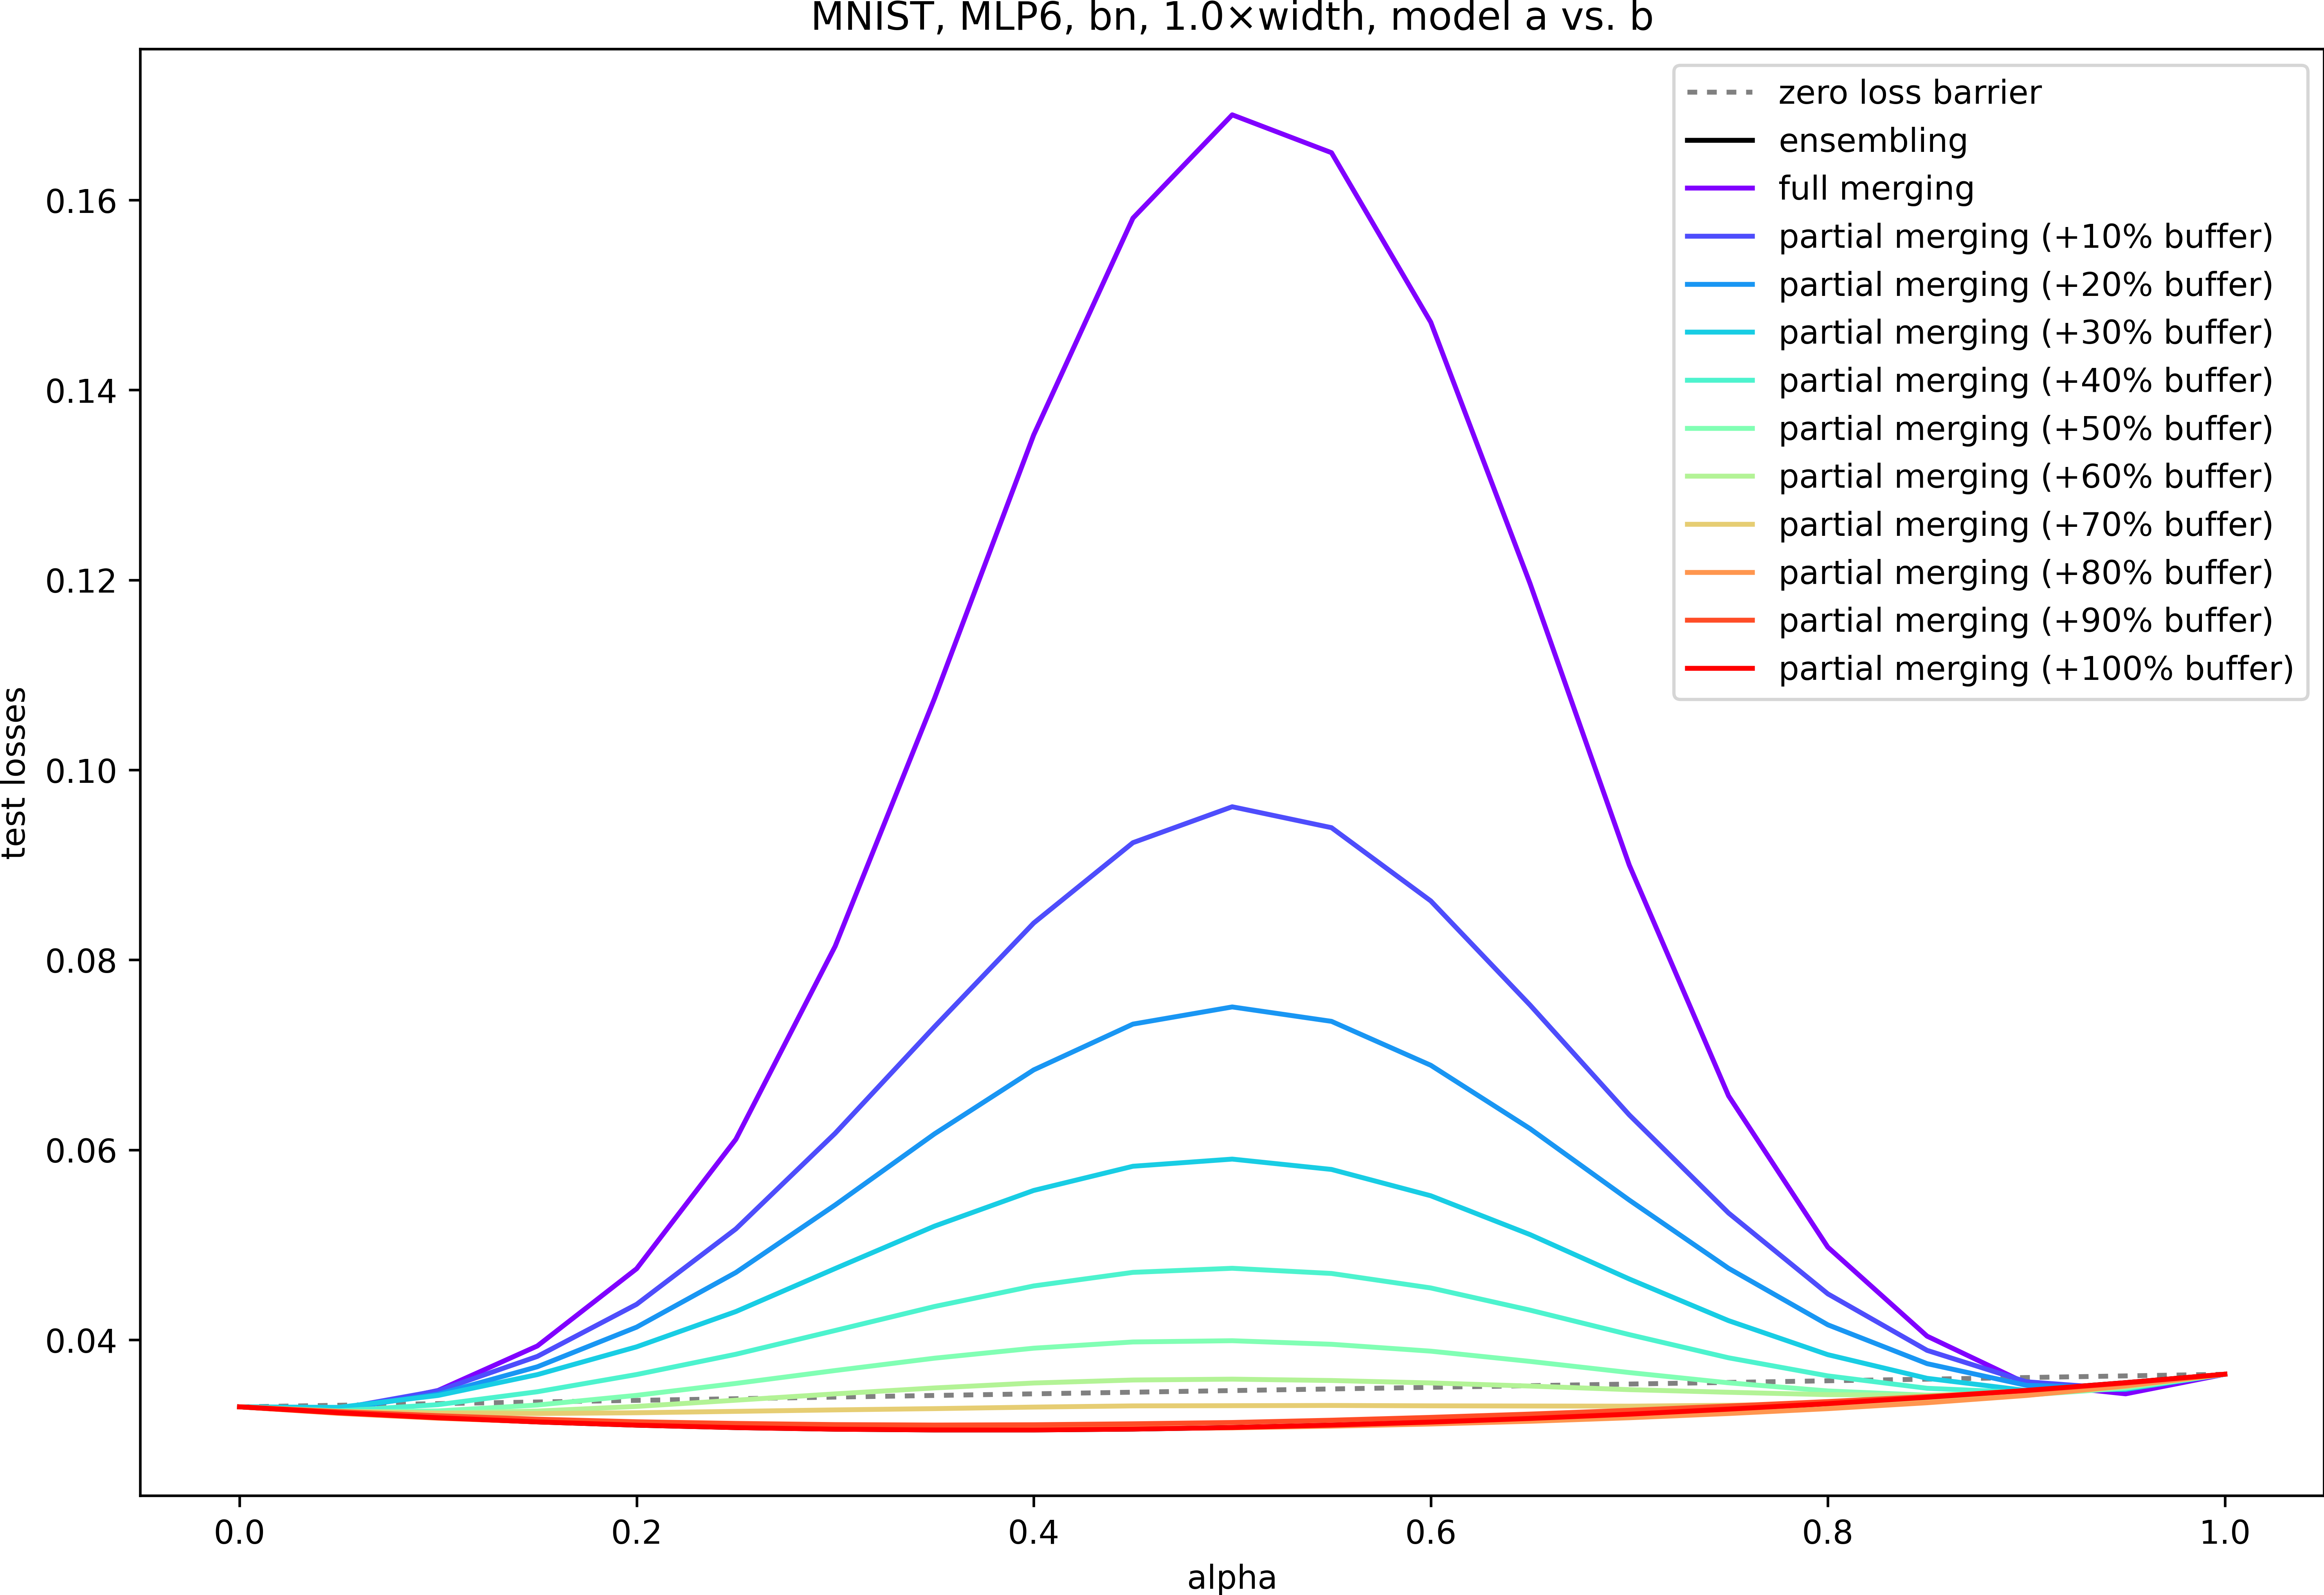 MNIST, MLP6, bn, 1.0×width, model a vs. b
zero loss barrier
ensembling
full merging
partial merging (+10% buffer)
partial merging (+20% buffer)
partial merging (+30% buffer)
partial merging (+40% buffer)
partial merging (+50% buffer)
partial merging (+60% buffer)
partial merging (+70% buffer)
partial merging (+80% buffer)
partial merging (+90% buffer)
partial merging (+100% buffer)
test losses
0.16
0.14
0.12
0.10
0.08
0.06
0.04
0.0 0.2 0.4 0.6 0.8 1.0
alpha